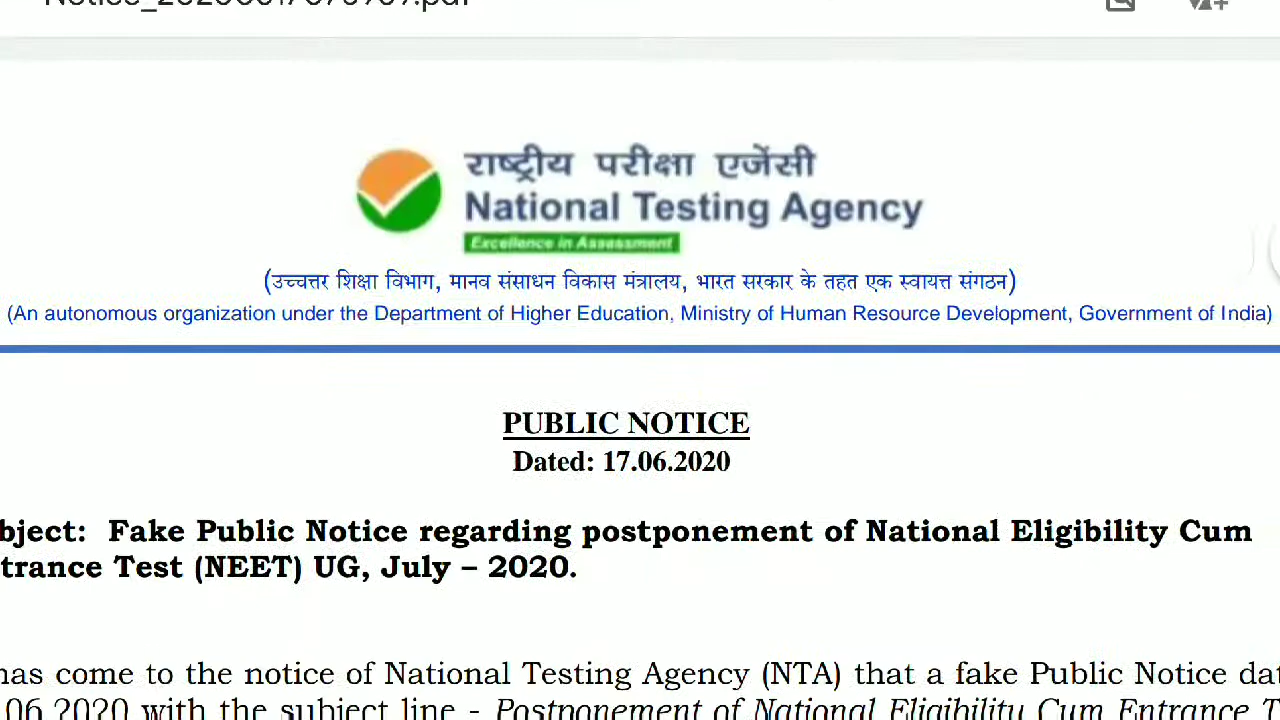 राष्ट्रीय परीक्षा एजेंसी
National Testing Agency
Excellence in Assessment
(उच्चत्तर शिक्षा विभाग, मानव संसाधन विकास मंत्रालय, भारत सरकार के तहत एक स्वायत्त संगठन)
(An autonomous organization under the Department of Higher Education, Ministry of Human Resource Development, Government of India)
PUBLIC NOTICE
Dated: 17.06.2020
bject: Fake Public Notice regarding postponement of National Eligibility Cum
trance Test (NEET) UG, July – 2020.
has come to the notice of National Testing Agency (NTA) that a fake Public Notice dat
.06.2020 with the subject line - Postponement of National Eligibility Cum Entrance T